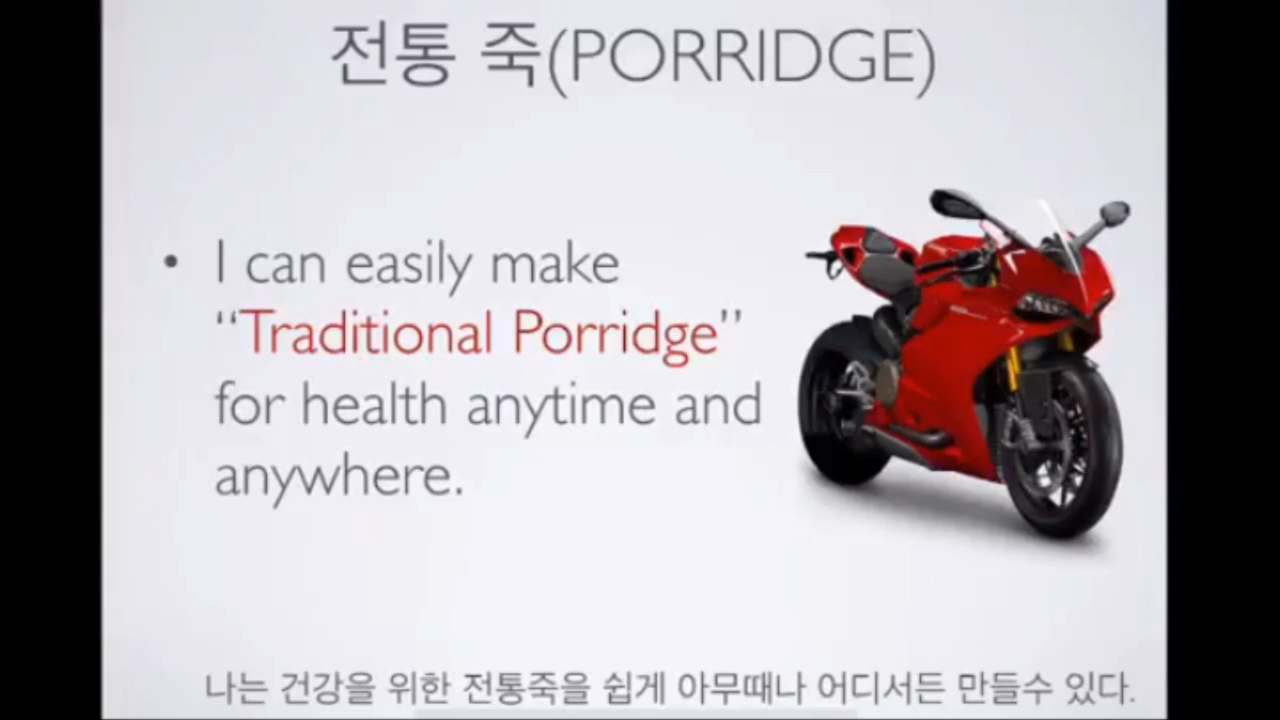 전통 죽(PORRIDGE)
• I can easily make
“Traditional Porridge”
for health anytime and
anywhere.
나는 건강을 위한 전통죽을 쉽게 아무때나 어디서든 만들수 있다.